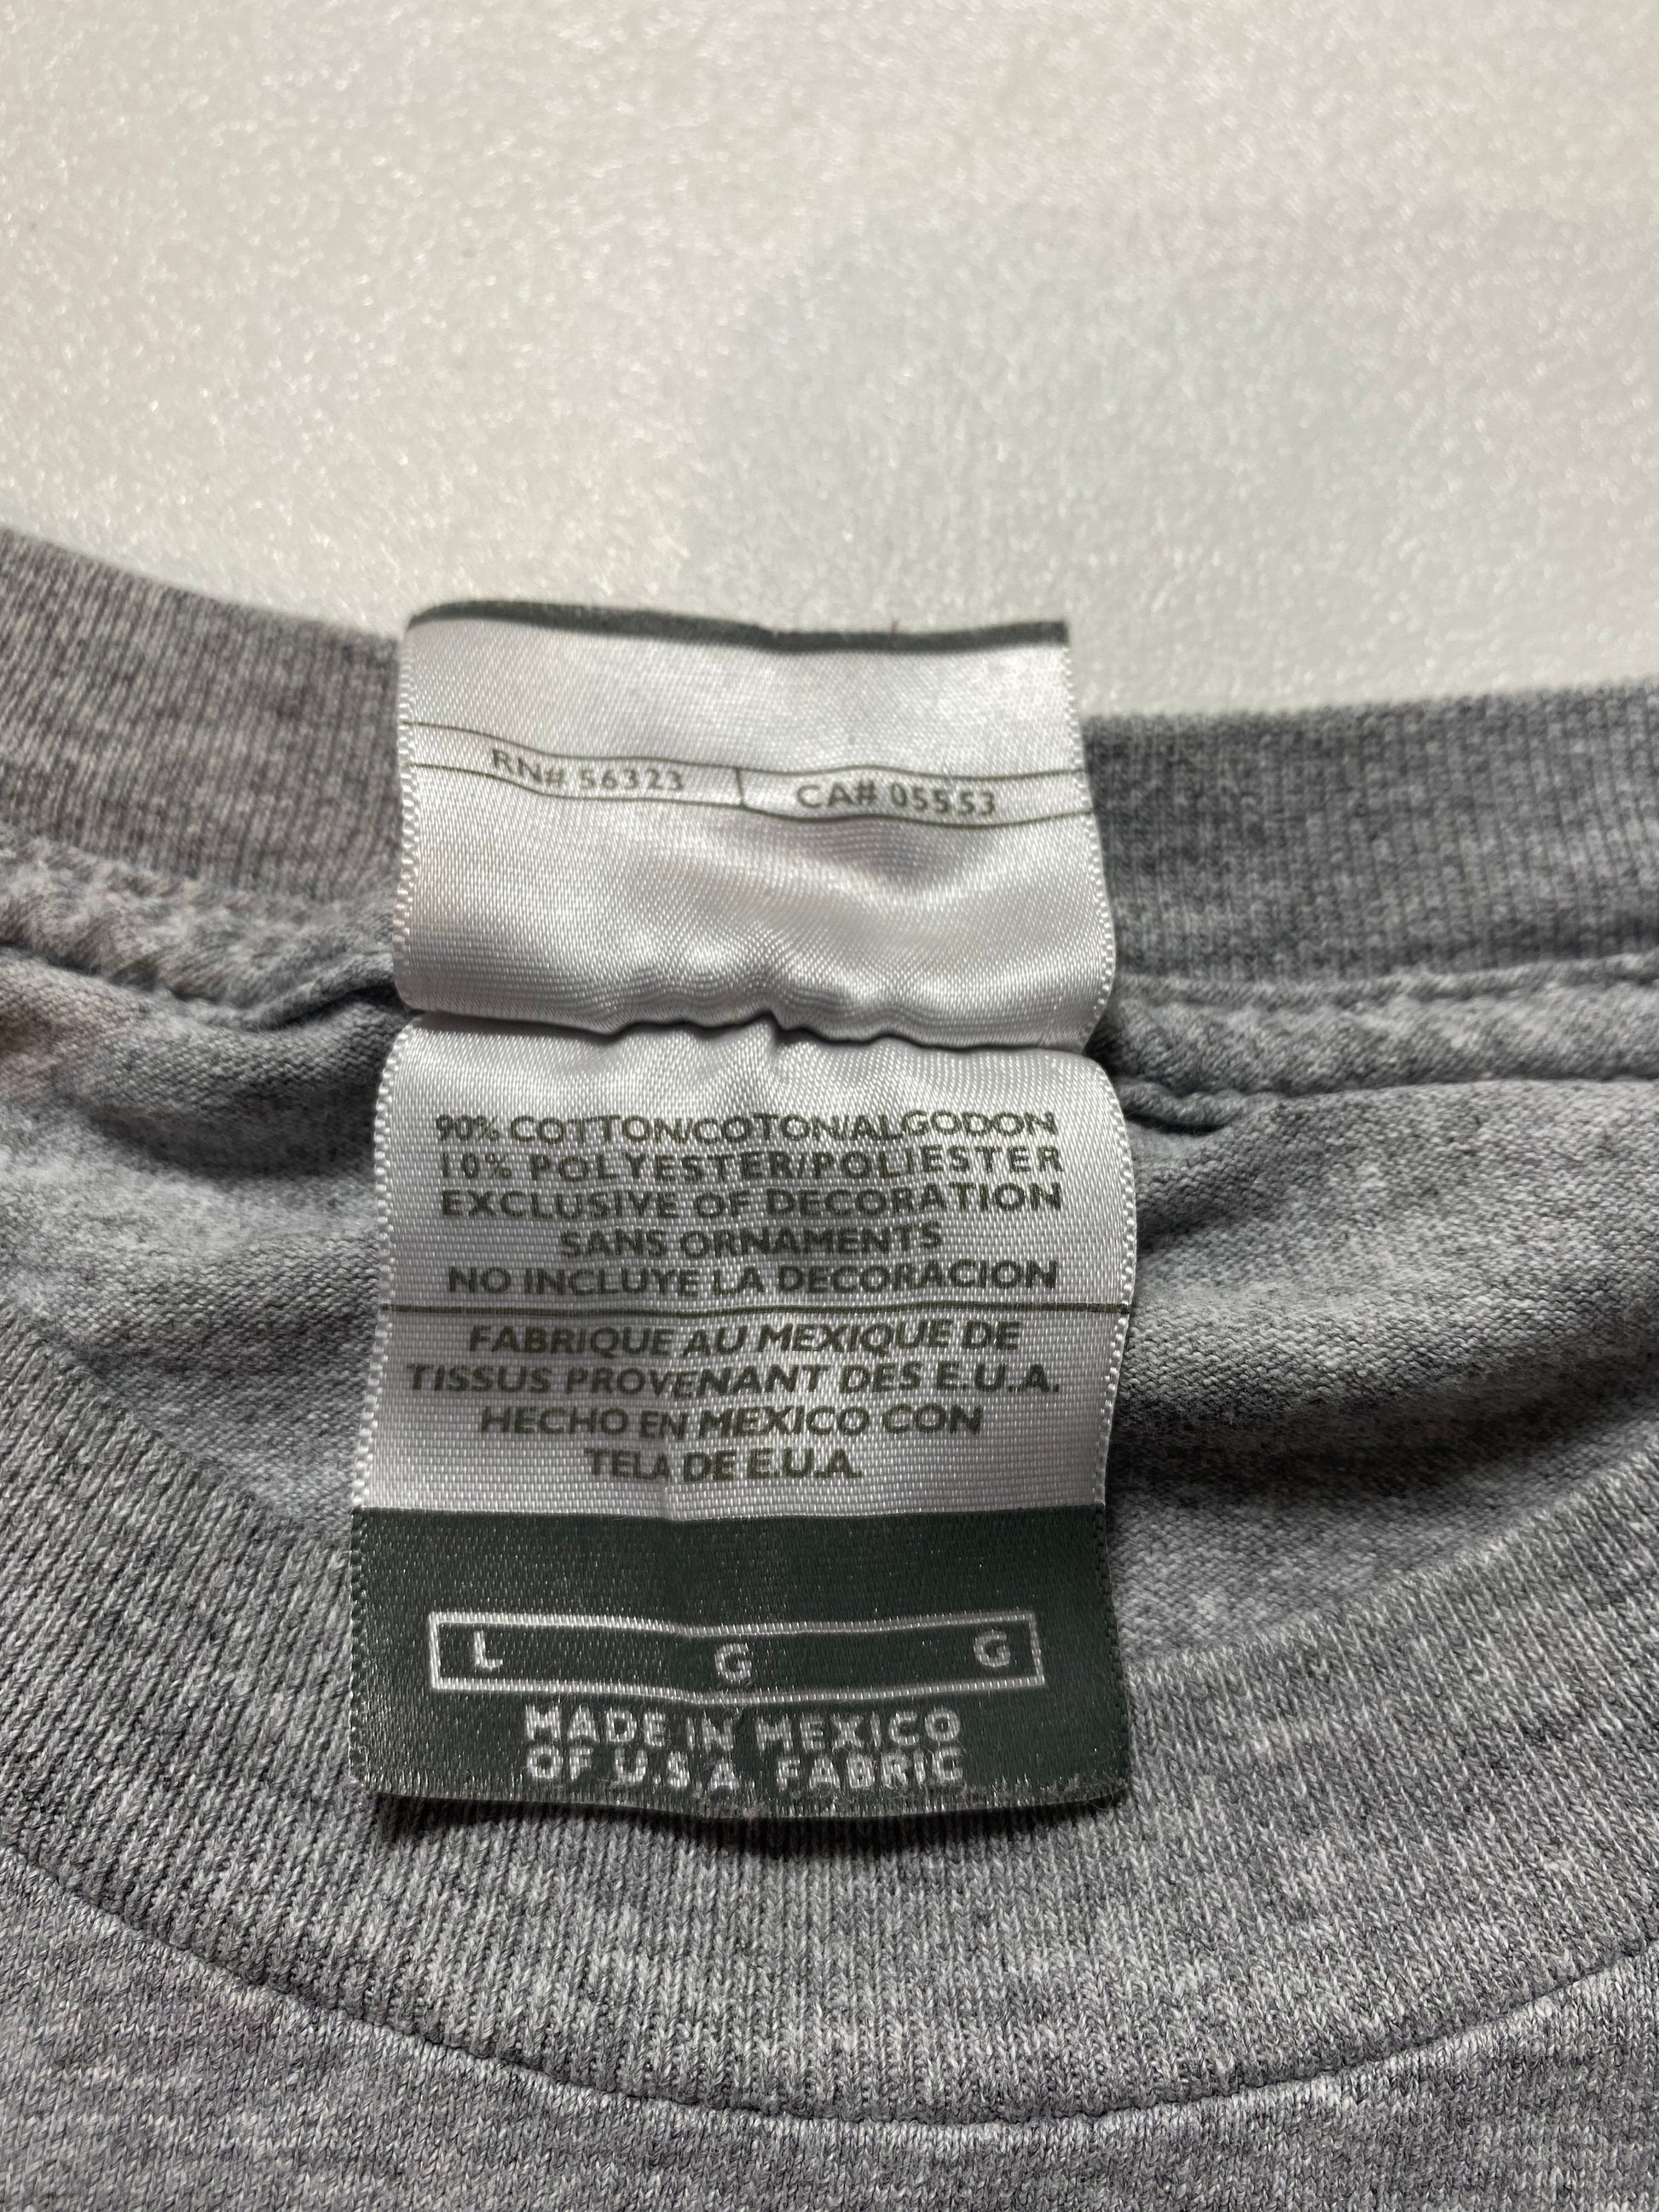 RN# 56323 CA# 05553
90% COTTON/COTON/ALGODON
10% POLYESTER/POLIESTER
EXCLUSIVE OF DECORATION
SANS ORNAMENTS
NO INCLUYE LA DECORACION
FABRIQUE AU MEXIQUE DE
TISSUS PROVENANT DES E.U.A.
HECHO EN MEXICO CON
TELA DE E.U.A.
L G G
MADE IN MEXICO
OF U.S.A. FABRIC